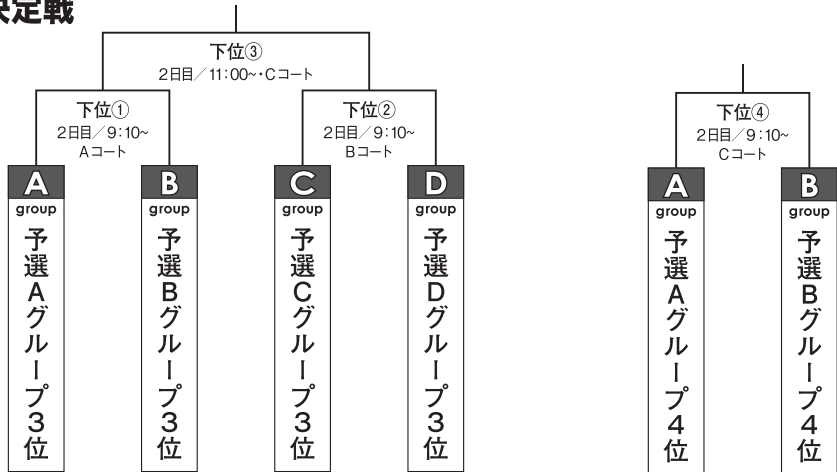 決定戦
下位③
2日目／11:00~・Cコート
下位①
2日目／9:10~
Aコート
下位②
2日目／9:10~
Bコート
下位④
2日目／9:10~
Cコート
A
group
予選Aグループ3位
B
group
予選Bグループ3位
C
group
予選Cグループ3位
D
group
予選Dグループ3位
A
group
予選Aグループ4位
B
group
予選Bグループ4位